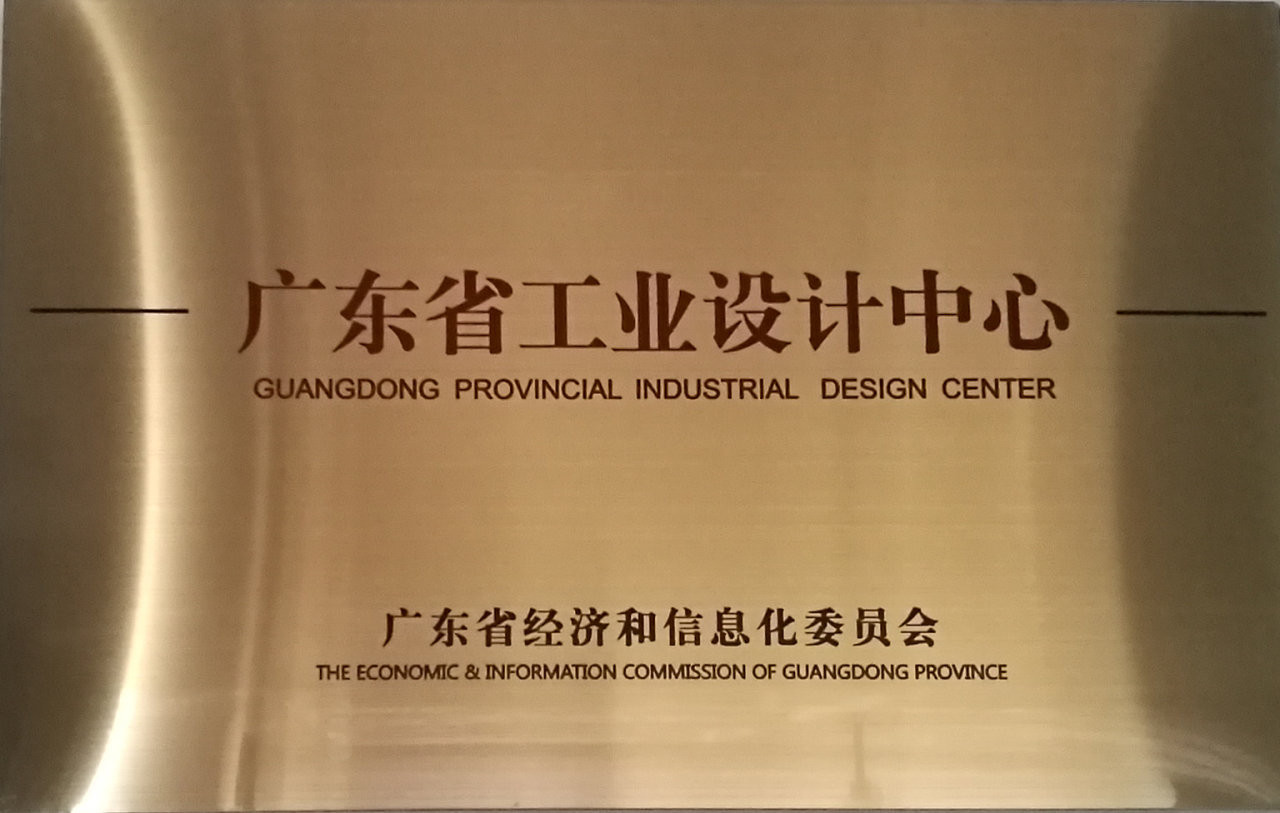 广东省工业设计中心
GUANGDONG PROVINCIAL INDUSTRIAL DESIGN CENTER
广东省经济和信息化委员会
THE ECONOMIC & INFORMATION COMMISSION OF GUANGDONG PROVINCE